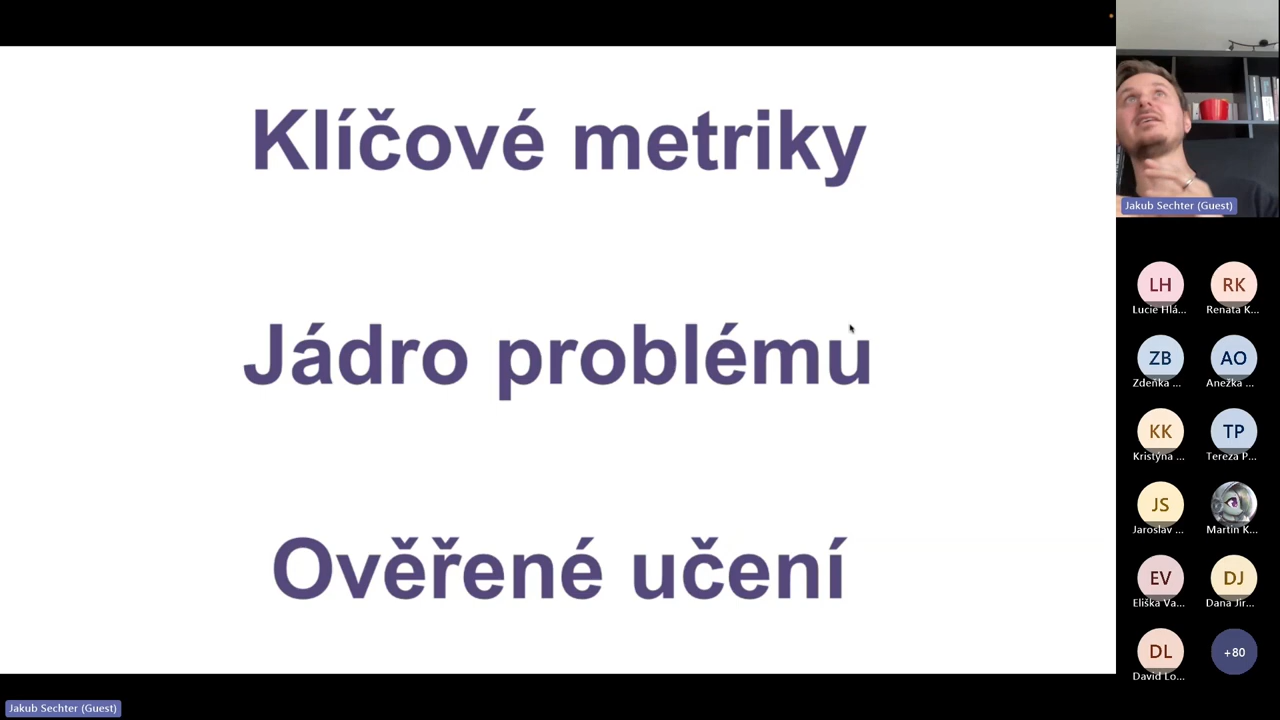 Klíčové metriky
Jádro problému
Ověřené učení
Jakub Sechter (Guest)
LH
RK
Lucie Hlá...
Renata K...
ZB
AO
Zdeňka ...
Anežka ...
KK
TP
Kristýna ...
Tereza P...
JS
Jaroslav ...
Martin K...
EV
DJ
Eliška Va...
Dana Jir...
DL
+80
David Lo...
Jakub Sechter (Guest)